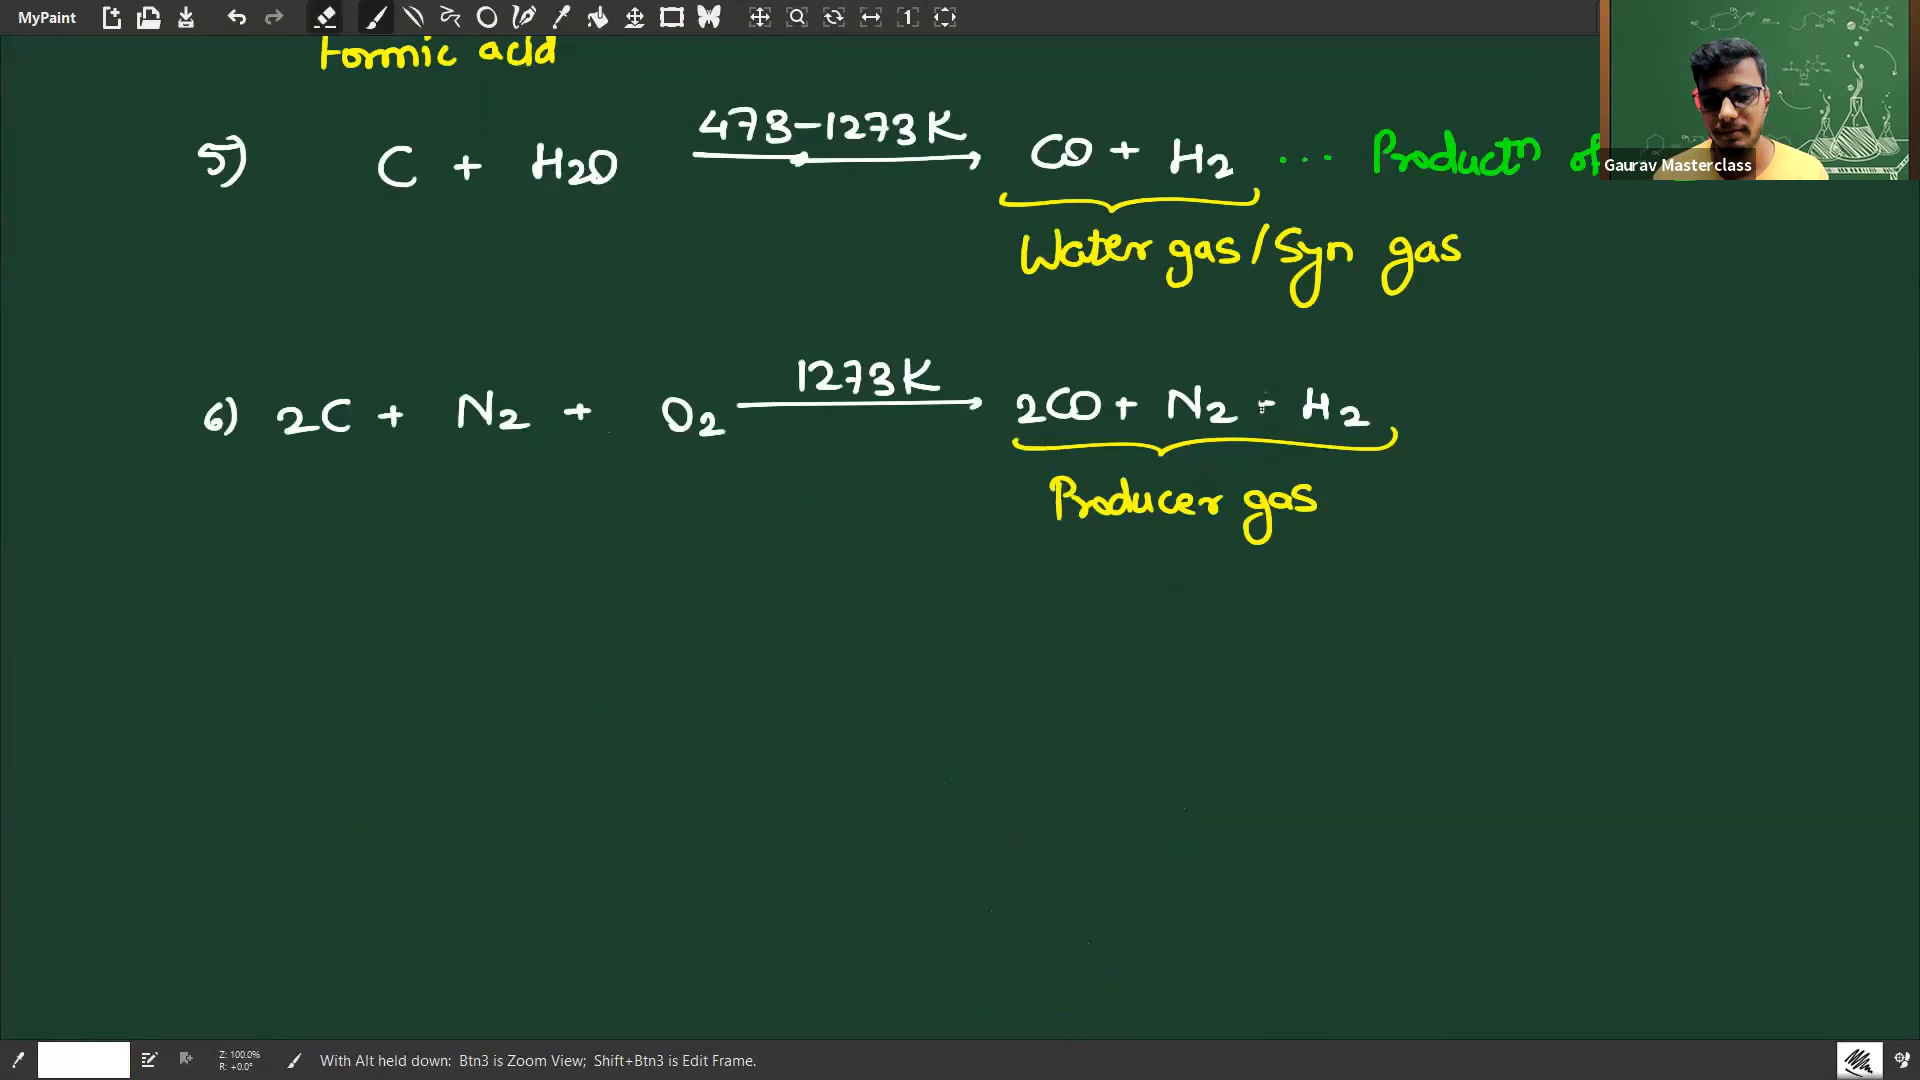 MyPaint
Formic acid
5) C + H2O 473-1273K CO + H2 ... Productn of
Gaurav Masterclass
Water gas/Syn gas
6) 2C + N2 + O2 1273K 2CO + N2 + H2
Producer gas
Z: 100.0%
R: +0.0°
With Alt held down: Btn3 is Zoom View; Shift+Btn3 is Edit Frame.